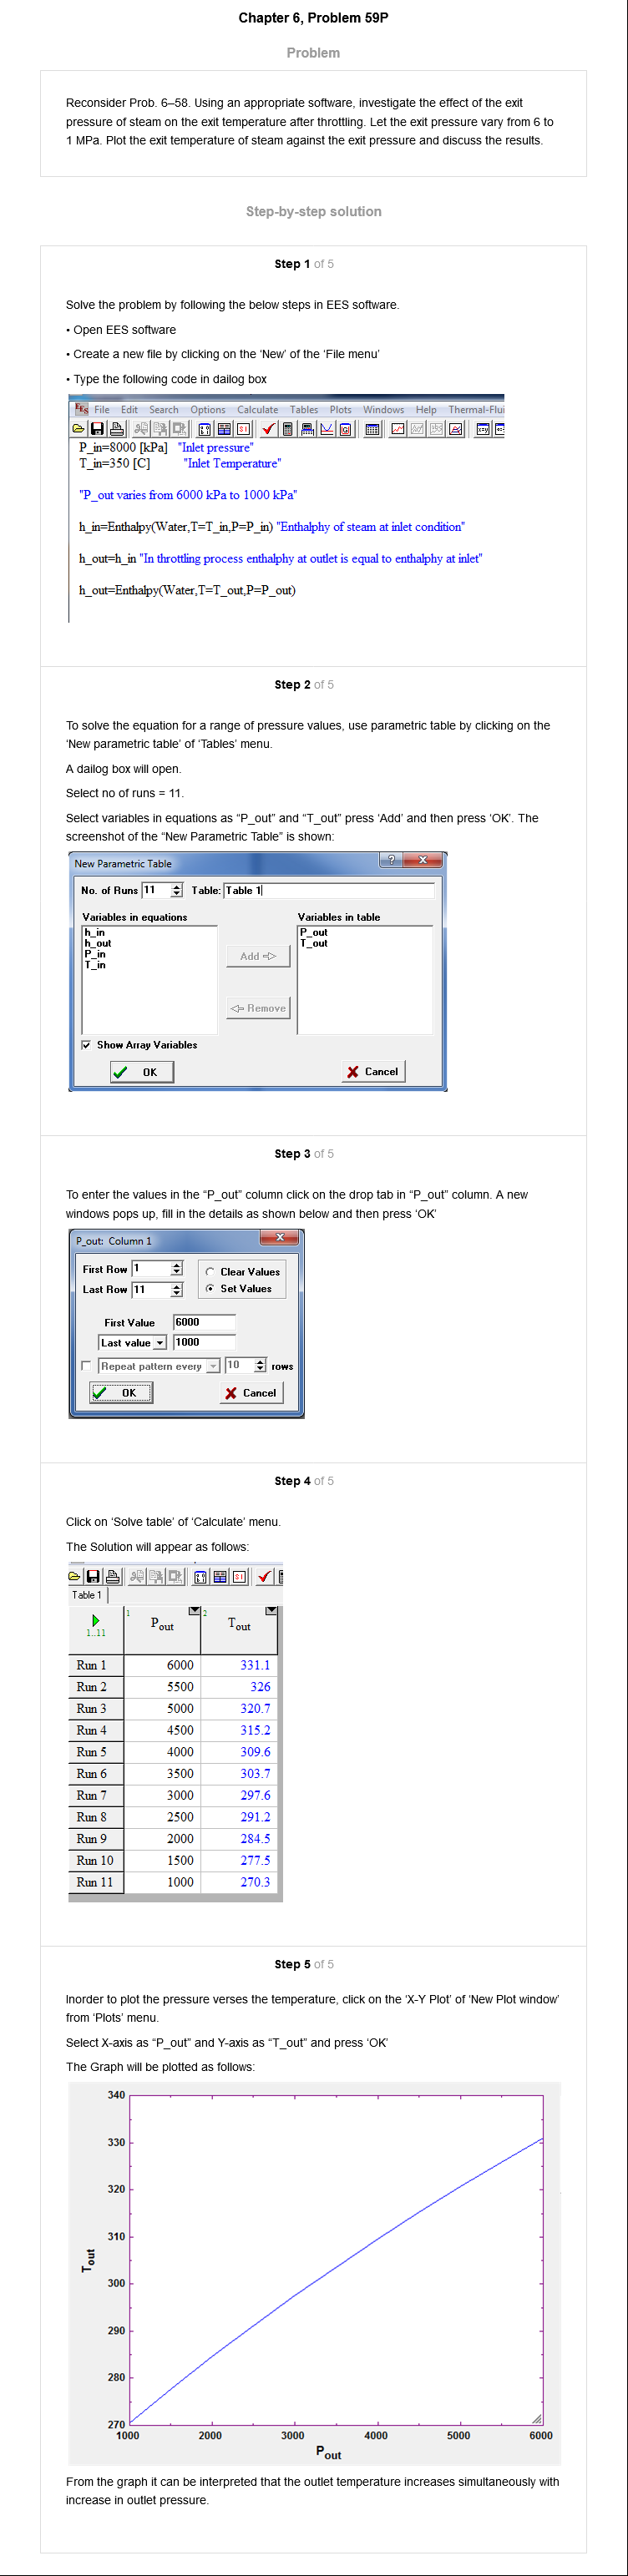 Chapter 6, Problem 59P
Problem
Reconsider Prob. 6–58. Using an appropriate software, investigate the effect of the exit
pressure of steam on the exit temperature after throttling. Let the exit pressure vary from 6 to
1 MPa. Plot the exit temperature of steam against the exit pressure and discuss the results.
Step-by-step solution
Step 1 of 5
Solve the problem by following the below steps in EES software.
• Open EES software
• Create a new file by clicking on the ‘New’ of the ‘File menu’
• Type the following code in dailog box
EES File Edit Search Options Calculate Tables Plots Windows Help Thermal-Flui
P_in=8000 [kPa] "Inlet pressure"
T_in=350 [C] "Inlet Temperature"
"P_out varies from 6000 kPa to 1000 kPa"
h_in=Enthalpy(Water,T=T_in,P=P_in) "Enthalphy of steam at inlet condition"
h_out=h_in "In throttling process enthalphy at outlet is equal to enthalphy at inlet"
h_out=Enthalpy(Water,T=T_out,P=P_out)
Step 2 of 5
To solve the equation for a range of pressure values, use parametric table by clicking on the
‘New parametric table’ of ‘Tables’ menu.
A dailog box will open.
Select no of runs = 11.
Select variables in equations as “P_out” and “T_out” press ‘Add’ and then press ‘OK’. The
screenshot of the “New Parametric Table” is shown:
New Parametric Table ? X
No. of Runs 11 Table: Table 1
Variables in equations Variables in table
h_in P_out
h_out T_out
P_in
T_in
Add
Remove
Show Array Variables
OK Cancel
Step 3 of 5
To enter the values in the “P_out” column click on the drop tab in “P_out” column. A new
windows pops up, fill in the details as shown below and then press ‘OK’
P_out: Column 1 X
First Row 1 Clear Values
Last Row 11 Set Values
First Value 6000
Last value 1000
Repeat pattern every 10 rows
OK Cancel
Step 4 of 5
Click on ‘Solve table’ of ‘Calculate’ menu.
The Solution will appear as follows:
Table 1
1..11 1 Pout 2 Tout
Run 1 6000 331.1
Run 2 5500 326
Run 3 5000 320.7
Run 4 4500 315.2
Run 5 4000 309.6
Run 6 3500 303.7
Run 7 3000 297.6
Run 8 2500 291.2
Run 9 2000 284.5
Run 10 1500 277.5
Run 11 1000 270.3
Step 5 of 5
Inorder to plot the pressure verses the temperature, click on the ‘X-Y Plot’ of ‘New Plot window’
from ‘Plots’ menu.
Select X-axis as “P_out” and Y-axis as “T_out” and press ‘OK’
The Graph will be plotted as follows:
340
330
320
310
Tout
300
290
280
270
1000 2000 3000 4000 5000 6000
Pout
From the graph it can be interpreted that the outlet temperature increases simultaneously with
increase in outlet pressure.